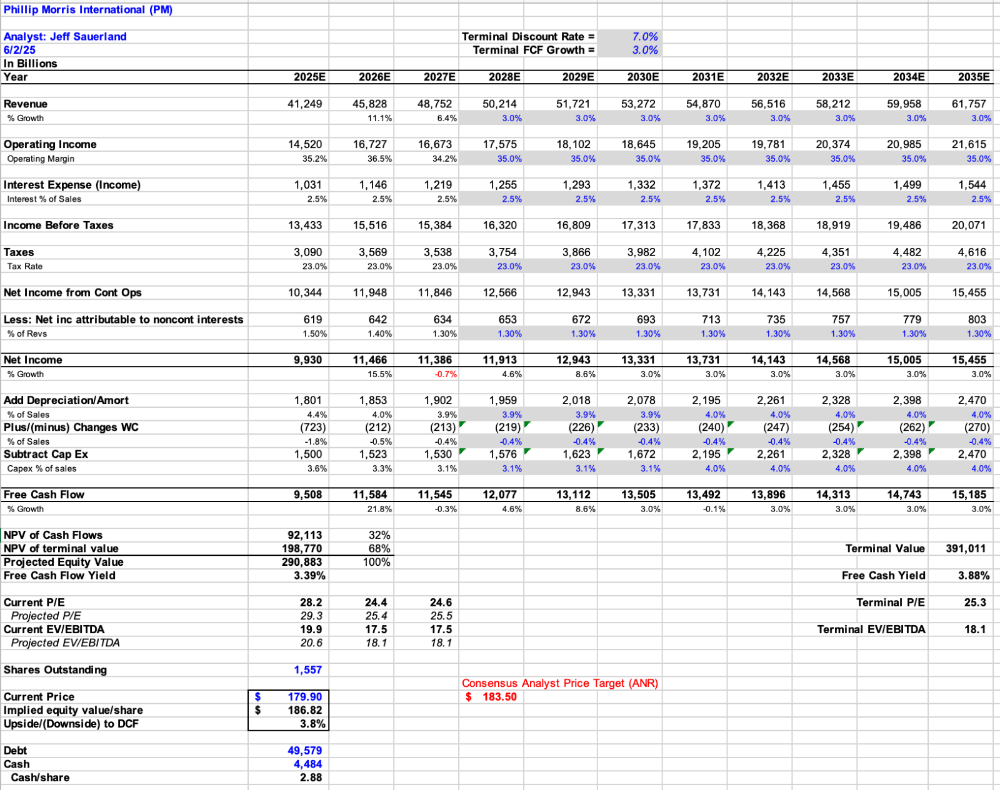 Phillip Morris International (PM)
Analyst: Jeff Sauerland Terminal Discount Rate = 7.0%
6/2/25 Terminal FCF Growth = 3.0%
In Billions
Year 2025E 2026E 2027E 2028E 2029E 2030E 2031E 2032E 2033E 2034E 2035E
Revenue 41,249 45,828 48,752 50,214 51,721 53,272 54,870 56,516 58,212 59,958 61,757
% Growth 11.1% 6.4% 3.0% 3.0% 3.0% 3.0% 3.0% 3.0% 3.0% 3.0%
Operating Income 14,520 16,727 16,673 17,575 18,102 18,645 19,205 19,781 20,374 20,985 21,615
Operating Margin 35.2% 36.5% 34.2% 35.0% 35.0% 35.0% 35.0% 35.0% 35.0% 35.0% 35.0%
Interest Expense (Income) 1,031 1,146 1,219 1,255 1,293 1,332 1,372 1,413 1,455 1,499 1,544
Interest % of Sales 2.5% 2.5% 2.5% 2.5% 2.5% 2.5% 2.5% 2.5% 2.5% 2.5% 2.5%
Income Before Taxes 13,433 15,516 15,384 16,320 16,809 17,313 17,833 18,368 18,919 19,486 20,071
Taxes 3,090 3,569 3,538 3,754 3,866 3,982 4,102 4,225 4,351 4,482 4,616
Tax Rate 23.0% 23.0% 23.0% 23.0% 23.0% 23.0% 23.0% 23.0% 23.0% 23.0% 23.0%
Net Income from Cont Ops 10,344 11,948 11,846 12,566 12,943 13,331 13,731 14,143 14,568 15,005 15,455
Less: Net inc attributable to noncont interests 619 642 634 653 672 693 713 735 757 779 803
% of Revs 1.50% 1.40% 1.30% 1.30% 1.30% 1.30% 1.30% 1.30% 1.30% 1.30% 1.30%
Net Income 9,930 11,466 11,386 11,913 12,943 13,331 13,731 14,143 14,568 15,005 15,455
% Growth 15.5% -0.7% 4.6% 8.6% 3.0% 3.0% 3.0% 3.0% 3.0% 3.0%
Add Depreciation/Amort 1,801 1,853 1,902 1,959 2,018 2,078 2,195 2,261 2,328 2,398 2,470
% of Sales 4.4% 4.0% 3.9% 3.9% 3.9% 3.9% 4.0% 4.0% 4.0% 4.0% 4.0%
Plus/(minus) Changes WC (723) (212) (213) (219) (226) (233) (240) (247) (254) (262) (270)
% of Sales -1.8% -0.5% -0.4% -0.4% -0.4% -0.4% -0.4% -0.4% -0.4% -0.4% -0.4%
Subtract Cap Ex 1,500 1,523 1,530 1,576 1,623 1,672 2,195 2,261 2,328 2,398 2,470
Capex % of sales 3.6% 3.3% 3.1% 3.1% 3.1% 3.1% 4.0% 4.0% 4.0% 4.0% 4.0%
Free Cash Flow 9,508 11,584 11,545 12,077 13,112 13,505 13,492 13,896 14,313 14,743 15,185
% Growth 21.8% -0.3% 4.6% 8.6% 3.0% -0.1% 3.0% 3.0% 3.0% 3.0%
NPV of Cash Flows 92,113 32%
NPV of terminal value 198,770 68% Terminal Value 391,011
Projected Equity Value 290,883 100%
Free Cash Flow Yield 3.39% Free Cash Yield 3.88%
Current P/E 28.2 24.4 24.6 Terminal P/E 25.3
Projected P/E 29.3 25.4 25.5
Current EV/EBITDA 19.9 17.5 17.5 Terminal EV/EBITDA 18.1
Projected EV/EBITDA 20.6 18.1 18.1
Shares Outstanding 1,557
Consensus Analyst Price Target (ANR)
Current Price $ 179.90 $ 183.50
Implied equity value/share $ 186.82
Upside/(Downside) to DCF 3.8%
Debt 49,579
Cash 4,484
Cash/share 2.88